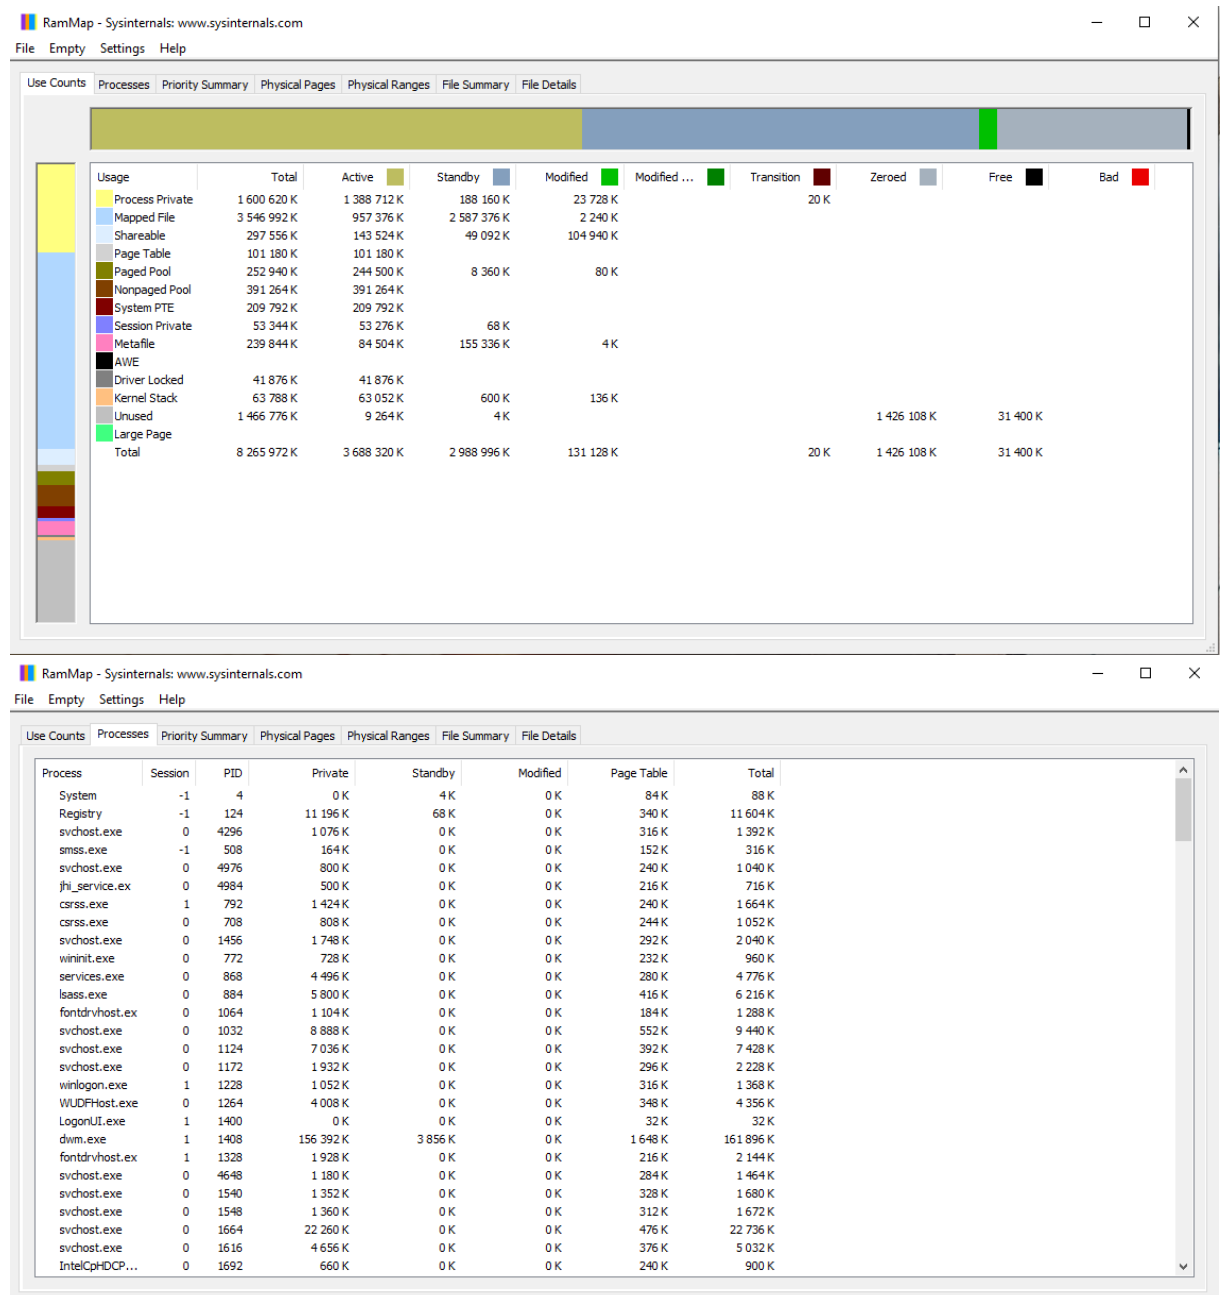 RamMap - Sysinternals: www.sysinternals.com
File Empty Settings Help
Use Counts Processes Priority Summary Physical Pages Physical Ranges File Summary File Details
Usage Total Active Standby Modified Modified ... Transition Zeroed Free Bad
Process Private 1 600 620 K 1 388 712 K 188 160 K 23 728 K 20 K
Mapped File 3 546 992 K 957 376 K 2 587 376 K 2 240 K
Shareable 297 556 K 143 524 K 49 092 K 104 940 K
Page Table 101 180 K 101 180 K
Paged Pool 252 940 K 244 500 K 8 360 K 80 K
Nonpaged Pool 391 264 K 391 264 K
System PTE 209 792 K 209 792 K
Session Private 53 344 K 53 276 K 68 K
Metafile 239 844 K 84 504 K 155 336 K 4 K
AWE
Driver Locked 41 876 K 41 876 K
Kernel Stack 63 788 K 63 052 K 600 K 136 K
Unused 1 466 776 K 9 264 K 4 K 1 426 108 K 31 400 K
Large Page
Total 8 265 972 K 3 688 320 K 2 988 996 K 131 128 K 20 K 1 426 108 K 31 400 K
RamMap - Sysinternals: www.sysinternals.com
File Empty Settings Help
Use Counts Processes Priority Summary Physical Pages Physical Ranges File Summary File Details
Process Session PID Private Standby Modified Page Table Total
System -1 4 0 K 4 K 0 K 84 K 88 K
Registry -1 124 11 196 K 68 K 0 K 340 K 11 604 K
svchost.exe 0 4296 1 076 K 0 K 0 K 316 K 1 392 K
smss.exe -1 508 164 K 0 K 0 K 152 K 316 K
svchost.exe 0 4976 800 K 0 K 0 K 240 K 1 040 K
jhi_service.ex 0 4984 500 K 0 K 0 K 216 K 716 K
csrss.exe 1 792 1 424 K 0 K 0 K 240 K 1 664 K
csrss.exe 0 708 808 K 0 K 0 K 244 K 1 052 K
svchost.exe 0 1456 1 748 K 0 K 0 K 292 K 2 040 K
wininit.exe 0 772 728 K 0 K 0 K 232 K 960 K
services.exe 0 868 4 496 K 0 K 0 K 280 K 4 776 K
lsass.exe 0 884 5 800 K 0 K 0 K 416 K 6 216 K
fontdrvhost.ex 0 1064 1 104 K 0 K 0 K 184 K 1 288 K
svchost.exe 0 1032 8 888 K 0 K 0 K 552 K 9 440 K
svchost.exe 0 1124 7 036 K 0 K 0 K 392 K 7 428 K
svchost.exe 0 1172 1 932 K 0 K 0 K 296 K 2 228 K
winlogon.exe 1 1228 1 052 K 0 K 0 K 316 K 1 368 K
WUDFHost.exe 0 1264 4 008 K 0 K 0 K 348 K 4 356 K
LogonUI.exe 1 1400 0 K 0 K 0 K 32 K 32 K
dwm.exe 1 1408 156 392 K 3 856 K 0 K 1 648 K 161 896 K
fontdrvhost.ex 1 1328 1 928 K 0 K 0 K 216 K 2 144 K
svchost.exe 0 4648 1 180 K 0 K 0 K 284 K 1 464 K
svchost.exe 0 1540 1 352 K 0 K 0 K 328 K 1 680 K
svchost.exe 0 1548 1 360 K 0 K 0 K 312 K 1 672 K
svchost.exe 0 1664 22 260 K 0 K 0 K 476 K 22 736 K
svchost.exe 0 1616 4 656 K 0 K 0 K 376 K 5 032 K
IntelCpHDCP... 0 1692 660 K 0 K 0 K 240 K 900 K